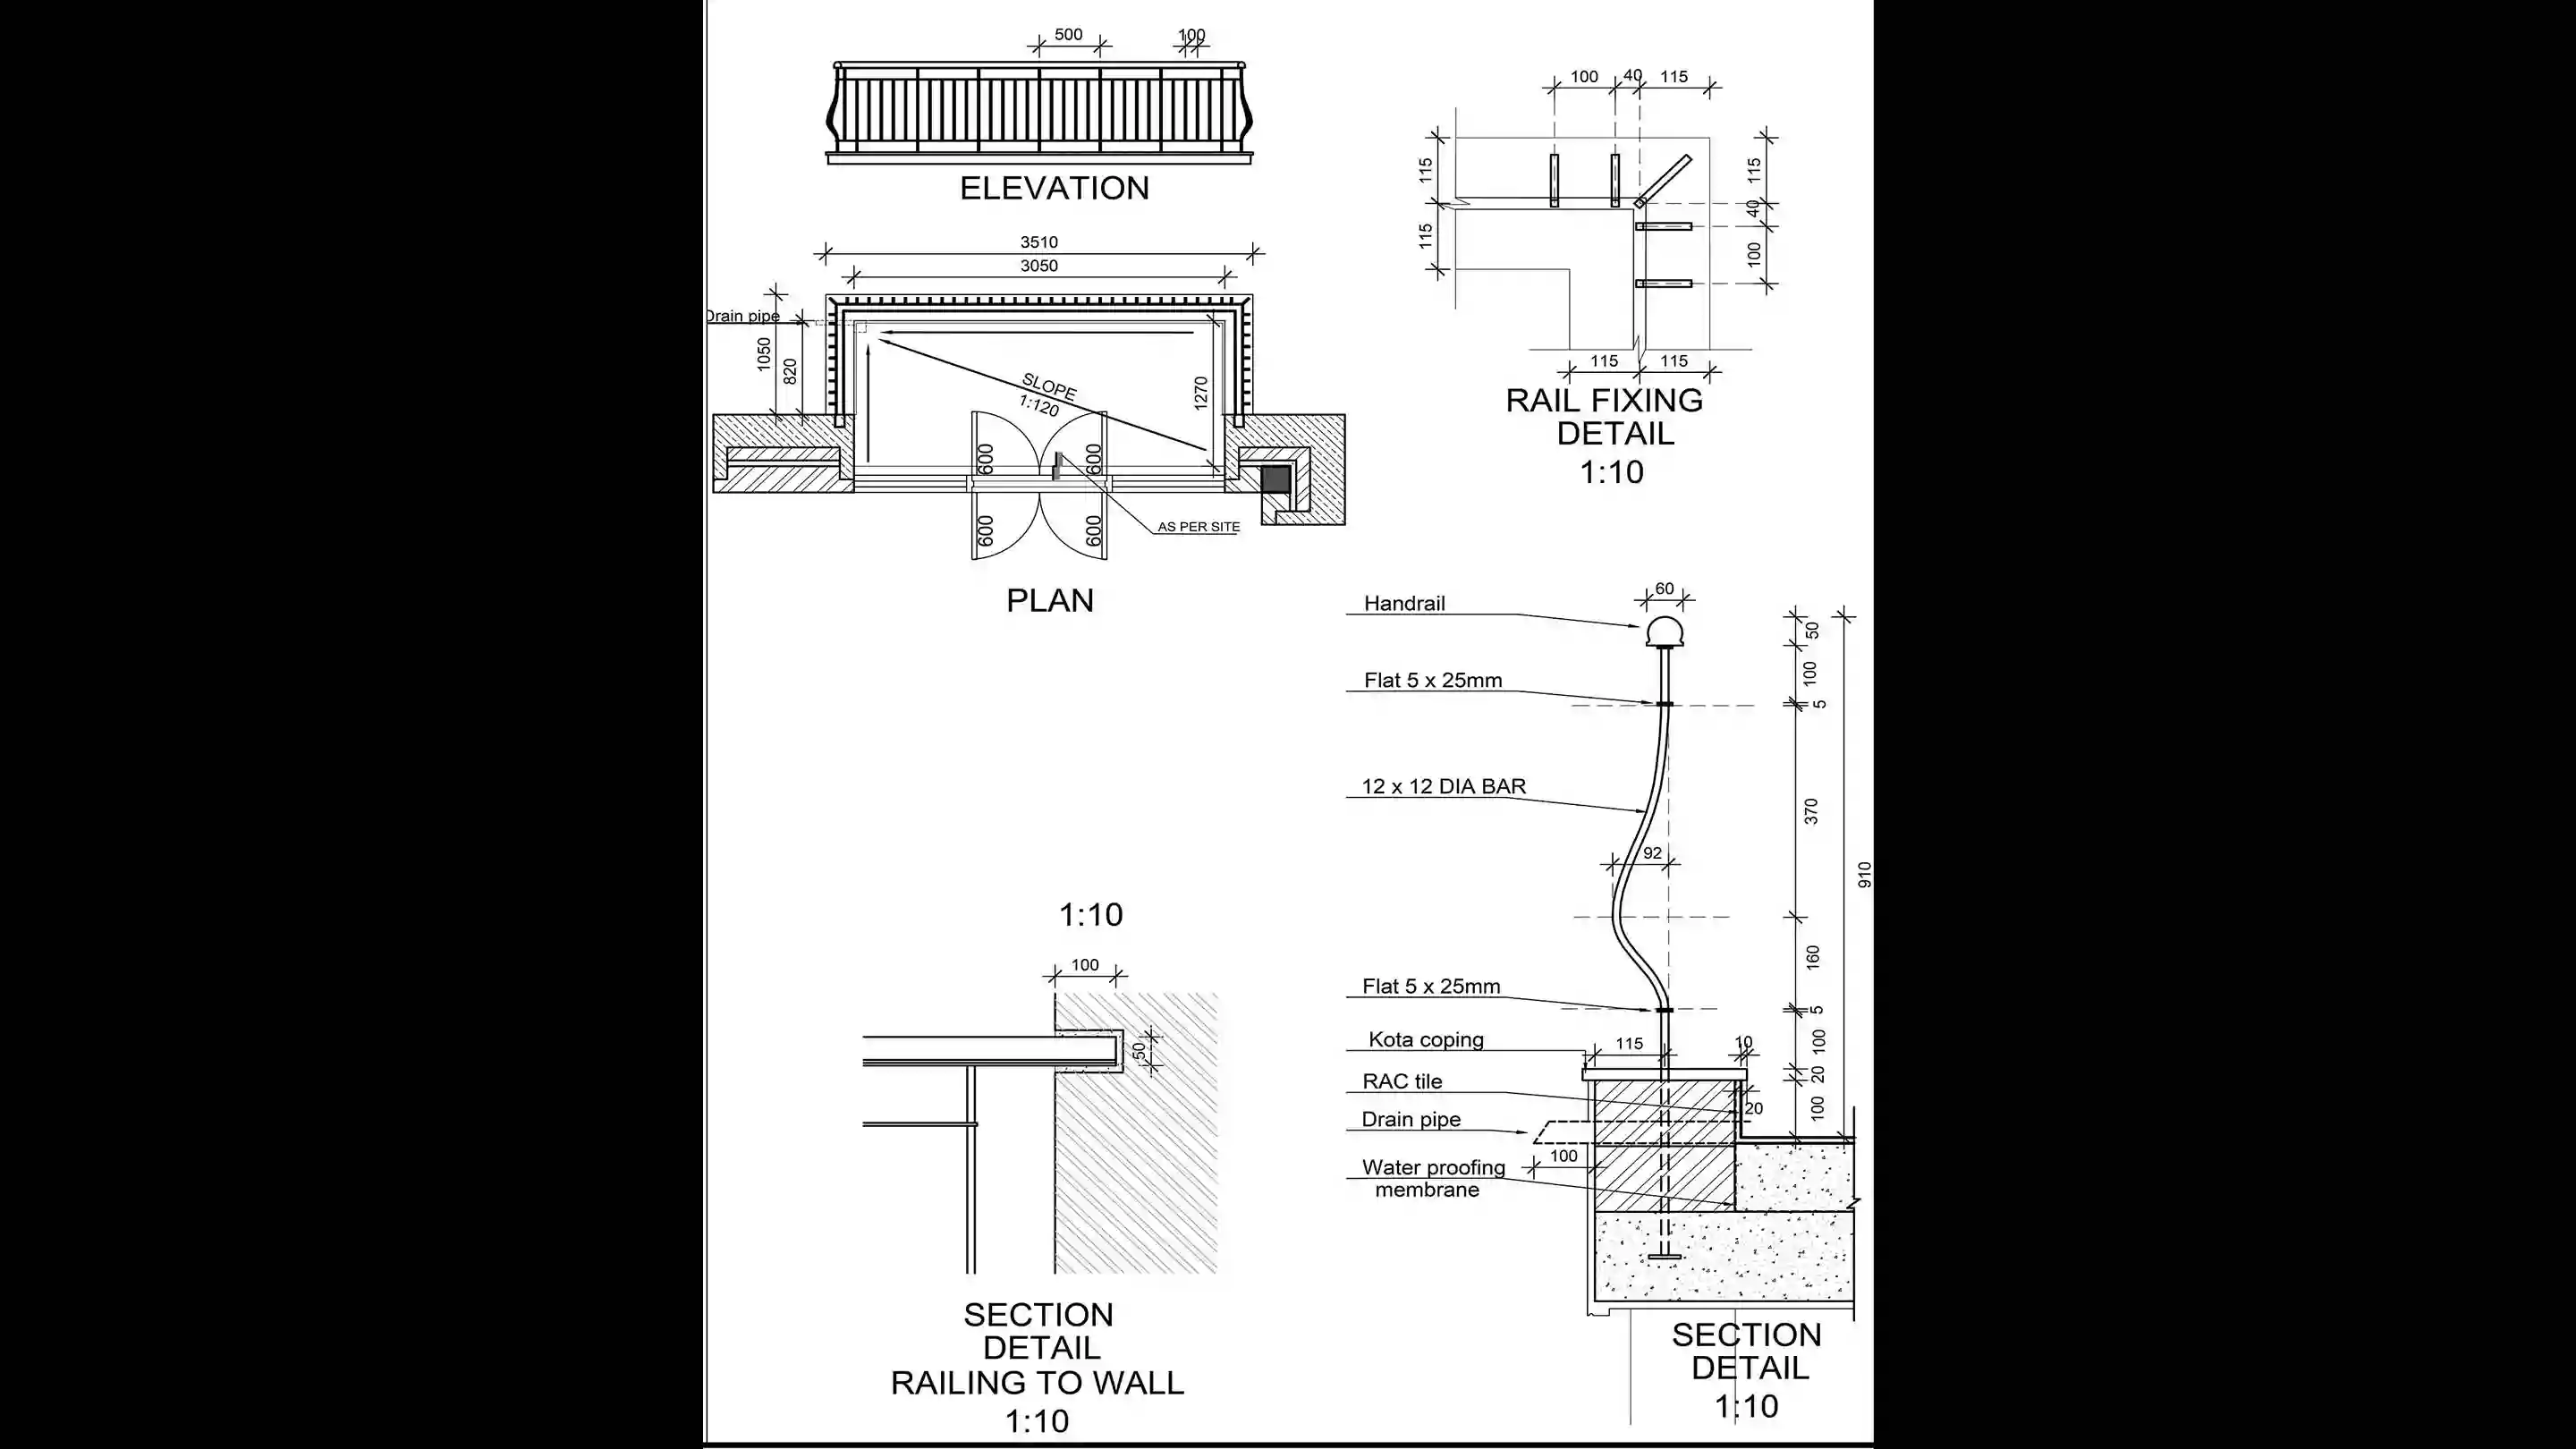 500
100
ELEVATION
3510
3050
Drain pipe
1050
820
SLOPE
1:120
1270
600
600
600
600
AS PER SITE
PLAN
100
40
115
115
115
115
40
100
115
115
RAIL FIXING
DETAIL
1:10
60
Handrail
50
Flat 5 x 25mm
100
5
12 x 12 DIA BAR
370
92
910
160
Flat 5 x 25mm
5
Kota coping
115
10
100
RAC tile
20
20
100
Drain pipe
100
Water proofing
membrane
SECTION
DETAIL
1:10
1:10
100
50
SECTION
DETAIL
RAILING TO WALL
1:10